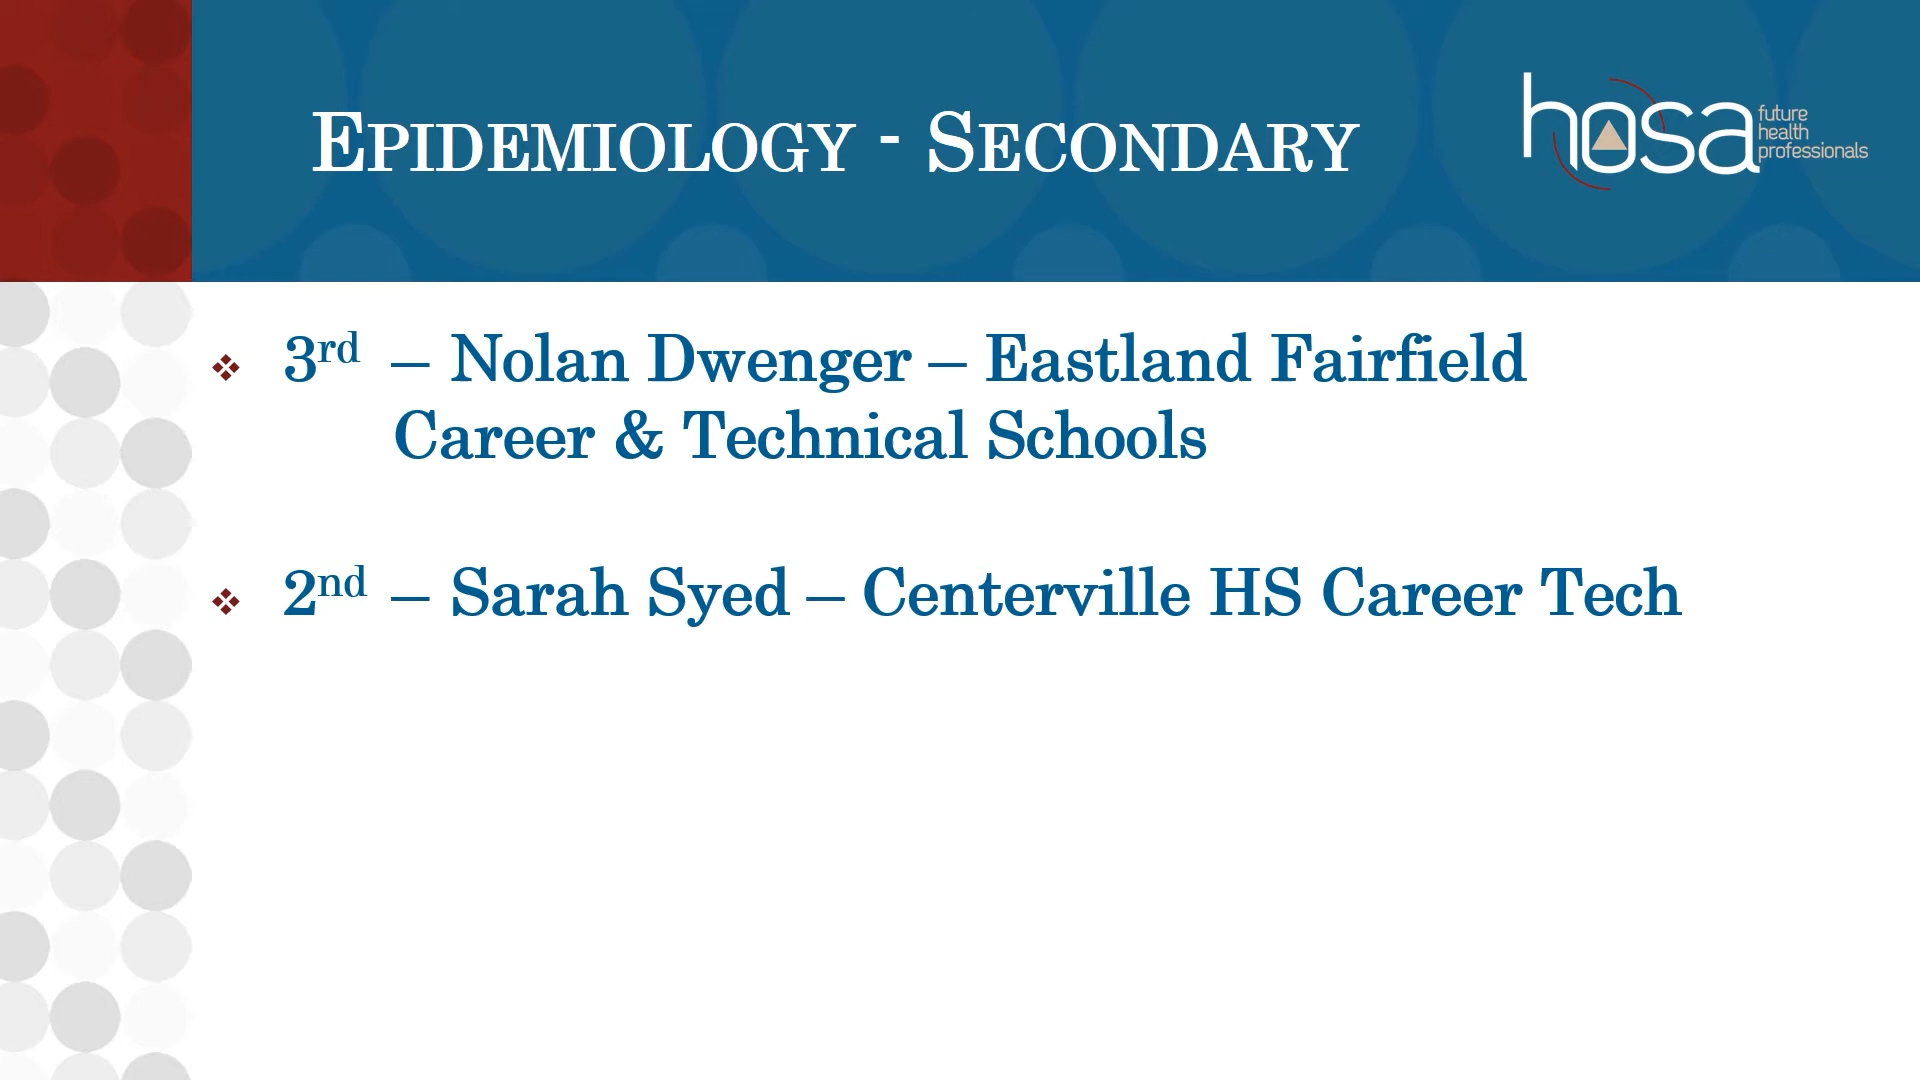 EPIDEMIOLOGY - SECONDARY
hosa
future
health
professionals
❖ 3rd – Nolan Dwenger – Eastland Fairfield
Career & Technical Schools
❖ 2nd – Sarah Syed – Centerville HS Career Tech